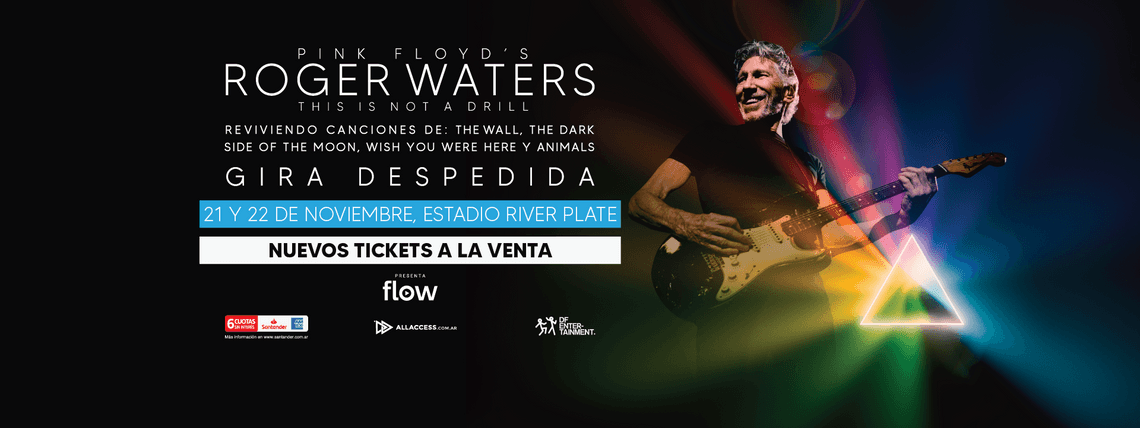 PINK FLOYD'S
ROGER WATERS
THIS IS NOT A DRILL
REVIVIENDO CANCIONES DE: THE WALL, THE DARK
SIDE OF THE MOON, WISH YOU WERE HERE Y ANIMALS
GIRA DESPEDIDA
21 Y 22 DE NOVIEMBRE, ESTADIO RIVER PLATE
NUEVOS TICKETS A LA VENTA
PRESENTA
flow
6 CUOTAS
SIN INTERÉS
Santander
Más información en www.santander.com.ar
ALLACCESS.COM.AR
DF
ENTER-
TAINMENT.